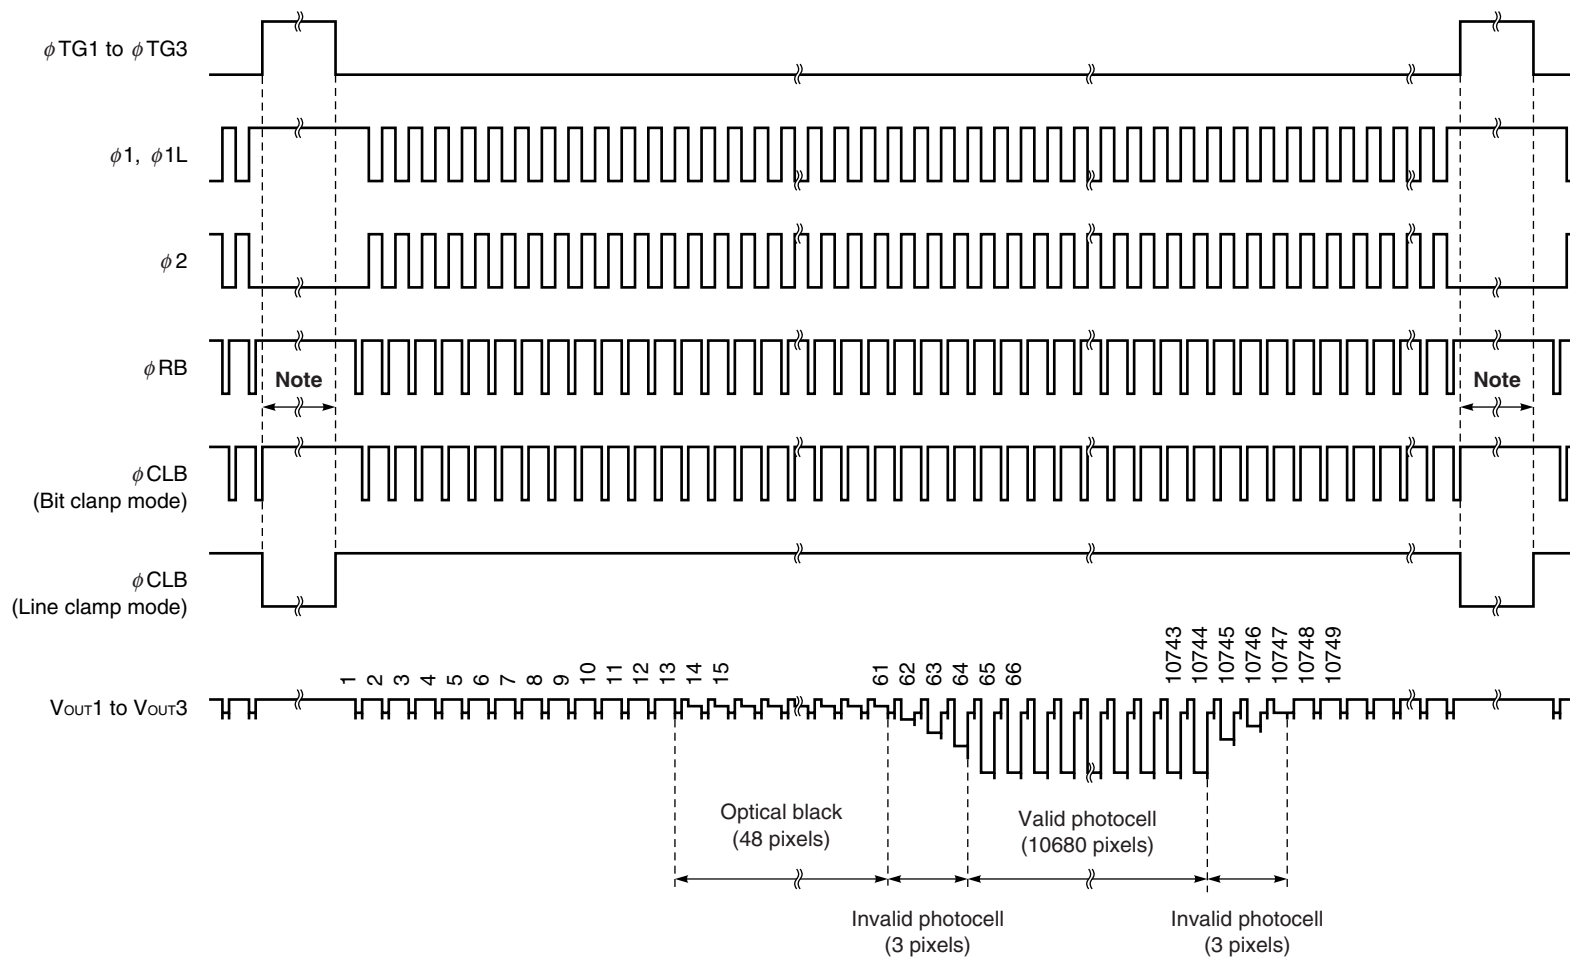 ϕTG1 to ϕTG3
ϕ1, ϕ1L
ϕ2
ϕRB
Note
Note
ϕCLB
(Bit clanp mode)
ϕCLB
(Line clamp mode)
VOUT1 to VOUT3
1
2
3
4
5
6
7
8
9
10
11
12
13
14
15
61
62
63
64
65
66
10743
10744
10745
10746
10747
10748
10749
Optical black
(48 pixels)
Valid photocell
(10680 pixels)
Invalid photocell
(3 pixels)
Invalid photocell
(3 pixels)